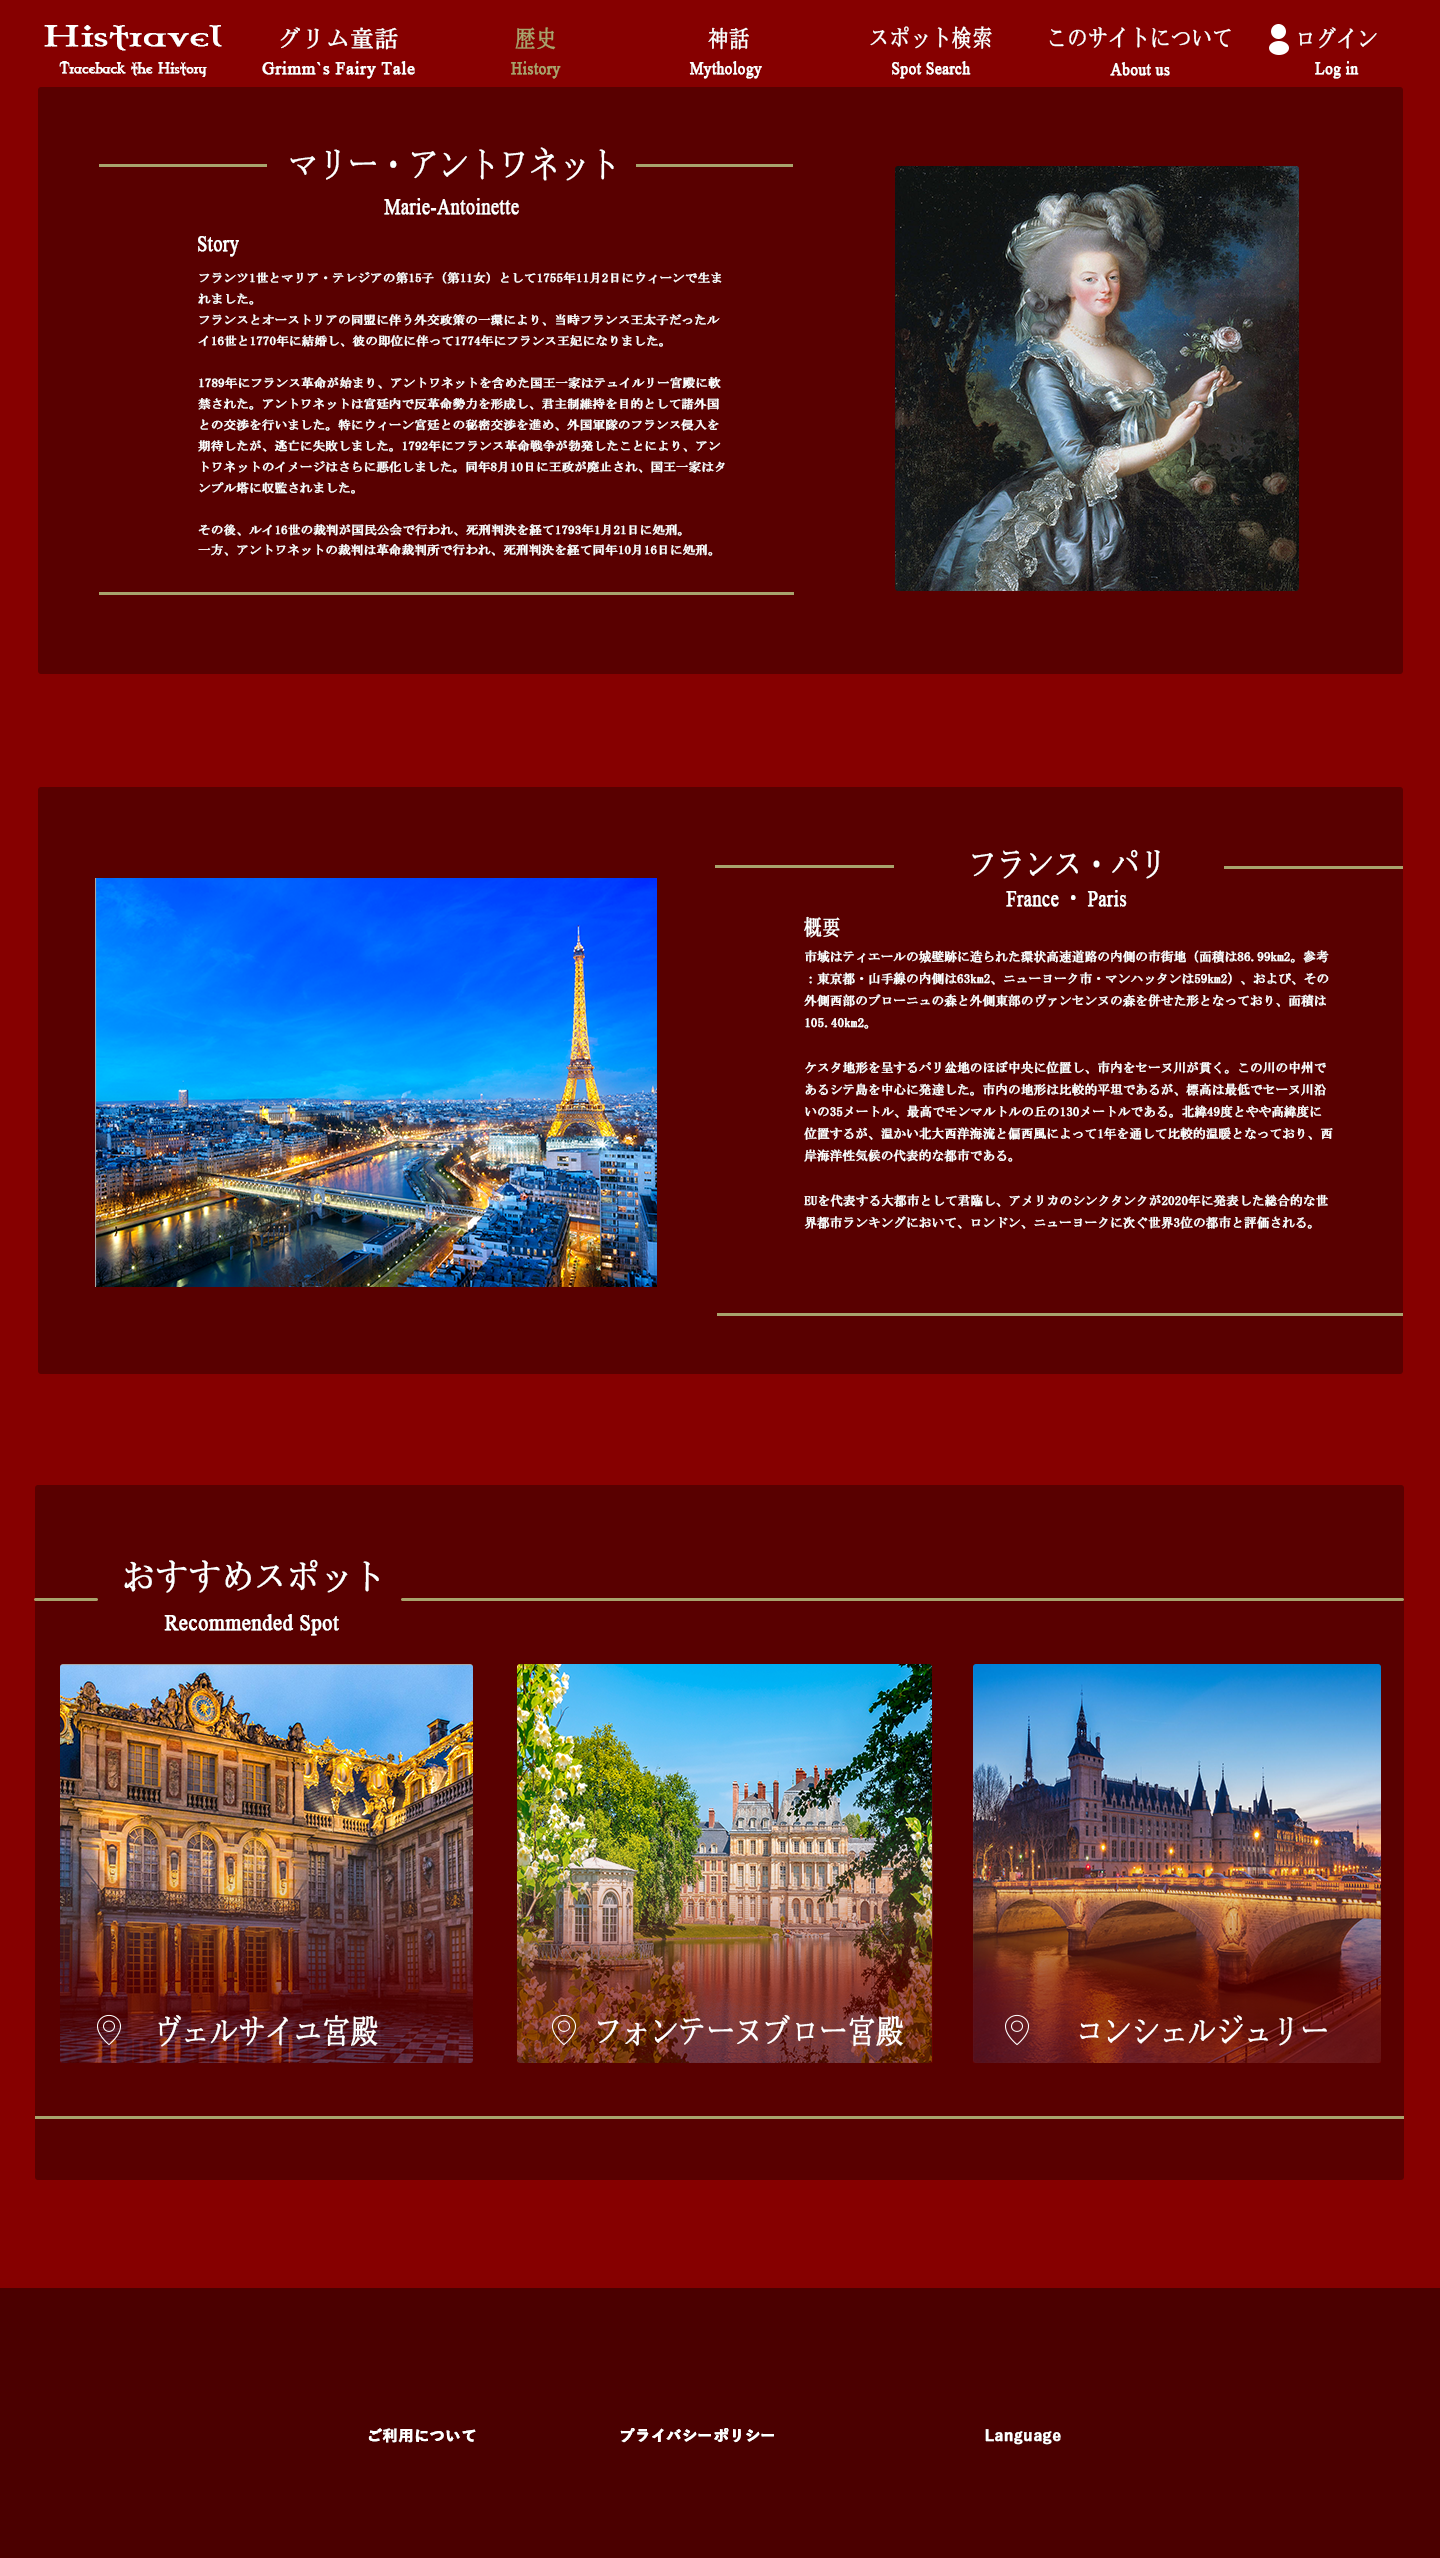 Histravel
Traceback the History
グリム童話
Grimm`s Fairy Tale
歴史
History
神話
Mythology
スポット検索
Spot Search
このサイトについて
About us
ログイン
Log in
マリー・アントワネット
Marie-Antoinette
Story
フランツ1世とマリア・テレジアの第15子（第11女）として1755年11月2日にウィーンで生ま
れました。
フランスとオーストリアの同盟に伴う外交政策の一環により、当時フランス王太子だったル
イ16世と1770年に結婚し、彼の即位に伴って1774年にフランス王妃になりました。
1789年にフランス革命が始まり、アントワネットを含めた国王一家はテュイルリー宮殿に軟
禁された。アントワネットは宮廷内で反革命勢力を形成し、君主制維持を目的として諸外国
との交渉を行いました。特にウィーン宮廷との秘密交渉を進め、外国軍隊のフランス侵入を
期待したが、逃亡に失敗しました。1792年にフランス革命戦争が勃発したことにより、アン
トワネットのイメージはさらに悪化しました。同年8月10日に王政が廃止され、国王一家はタ
ンプル塔に収監されました。
その後、ルイ16世の裁判が国民公会で行われ、死刑判決を経て1793年1月21日に処刑。
一方、アントワネットの裁判は革命裁判所で行われ、死刑判決を経て同年10月16日に処刑。
フランス・パリ
France ・ Paris
概要
市域はティエールの城壁跡に造られた環状高速道路の内側の市街地（面積は86.99km2。参考
：東京都・山手線の内側は63km2、ニューヨーク市・マンハッタンは59km2）、および、その
外側西部のブローニュの森と外側東部のヴァンセンヌの森を併せた形となっており、面積は
105.40km2。
ケスタ地形を呈するパリ盆地のほぼ中央に位置し、市内をセーヌ川が貫く。この川の中州で
あるシテ島を中心に発達した。市内の地形は比較的平坦であるが、標高は最低でセーヌ川沿
いの35メートル、最高でモンマルトルの丘の130メートルである。北緯49度とやや高緯度に
位置するが、温かい北大西洋海流と偏西風によって1年を通して比較的温暖となっており、西
岸海洋性気候の代表的な都市である。
EUを代表する大都市として君臨し、アメリカのシンクタンクが2020年に発表した総合的な世
界都市ランキングにおいて、ロンドン、ニューヨークに次ぐ世界3位の都市と評価される。
おすすめスポット
Recommended Spot
ヴェルサイユ宮殿
フォンテーヌブロー宮殿
コンシェルジュリー
ご利用について
プライバシーポリシー
Language